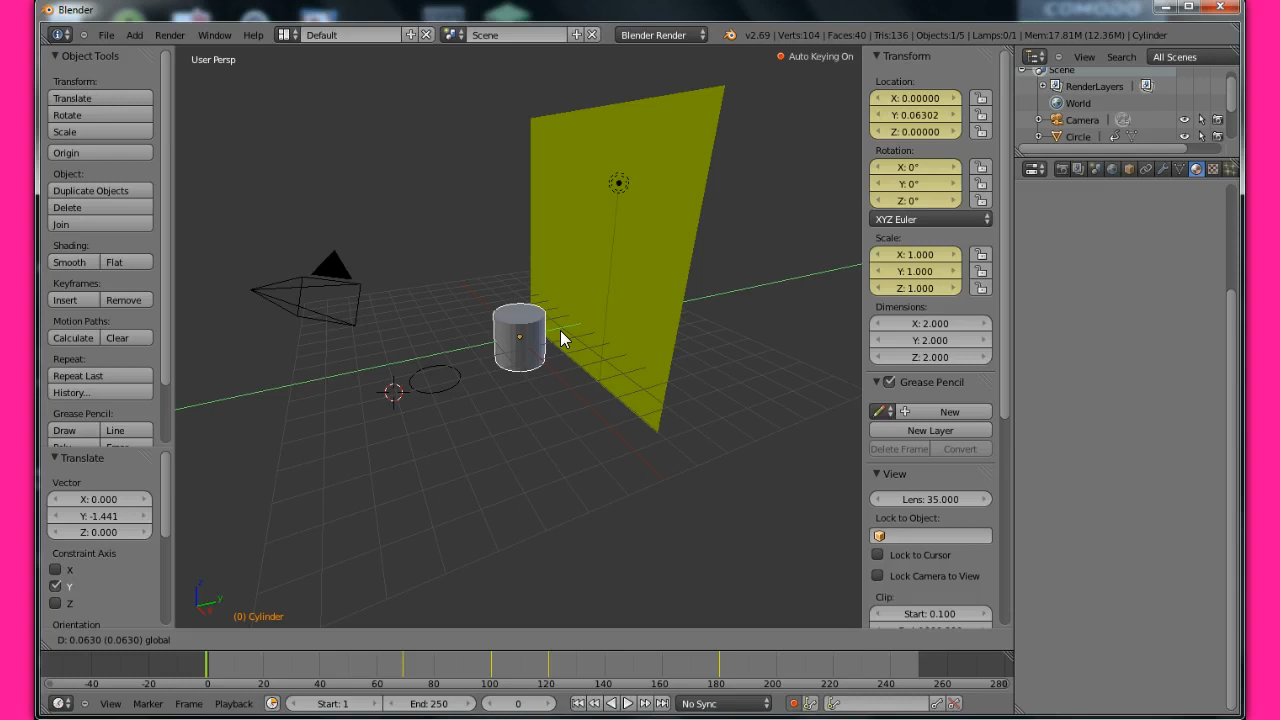 Blender
COMODO
File Add Render Window Help Default Scene Blender Render v2.69 | Verts:104 | Faces:40 | Tris:136 | Objects:1/5 | Lamps:0/1 | Mem:17.81M (12.36M) | Cylinder
Object Tools
Transform:
Translate
Rotate
Scale
Origin
Object:
Duplicate Objects
Delete
Join
Shading:
Smooth Flat
Keyframes:
Insert Remove
Motion Paths:
Calculate Clear
Repeat:
Repeat Last
History...
Grease Pencil:
Draw Line
Translate
Vector
X: 0.000
Y: -1.441
Z: 0.000
Constraint Axis
X
Y
Z
Orientation
User Persp
Auto Keying On
z
y
x
(0) Cylinder
D: 0.0630 (0.0630) global
Transform
Location:
X: 0.00000
Y: 0.06302
Z: 0.00000
Rotation:
X: 0°
Y: 0°
Z: 0°
XYZ Euler
Scale:
X: 1.000
Y: 1.000
Z: 1.000
Dimensions:
X: 2.000
Y: 2.000
Z: 2.000
Grease Pencil
New
New Layer
Delete Frame Convert
View
Lens: 35.000
Lock to Object:
Lock to Cursor
Lock Camera to View
Clip:
Start: 0.100
View Search All Scenes
Scene
RenderLayers
World
Camera
Circle
-40 -20 0 20 40 60 80 100 120 140 160 180 200 220 240 260 280
View Marker Frame Playback Start: 1 End: 250 0 No Sync